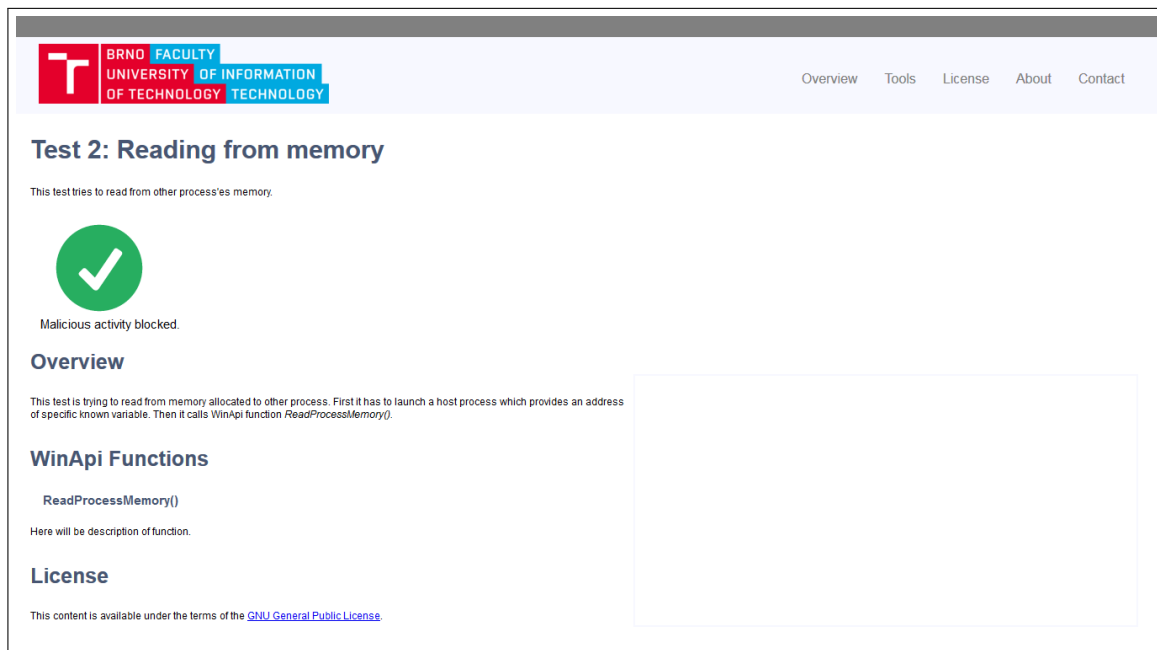 BRNO FACULTY
UNIVERSITY OF INFORMATION
OF TECHNOLOGY TECHNOLOGY
Overview Tools License About Contact
Test 2: Reading from memory
This test tries to read from other process'es memory.
Malicious activity blocked.
Overview
This test is trying to read from memory allocated to other process. First it has to launch a host process which provides an address
of specific known variable. Then it calls WinApi function ReadProcessMemory().
WinApi Functions
ReadProcessMemory()
Here will be description of function.
License
This content is available under the terms of the GNU General Public License.